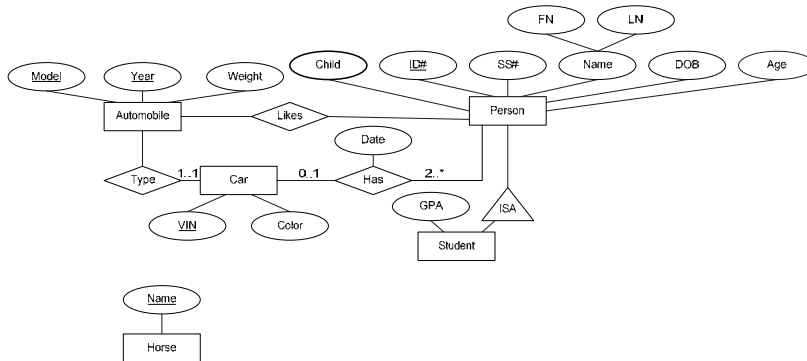 FN LNI
Child ID# SS# Name DOB Age
Model Year Weight
Automobile Likes Person
Date
Type 1..1 Car 0..1 Has 2..*
GPA ISA
VIN Color
Student
Name
Horse